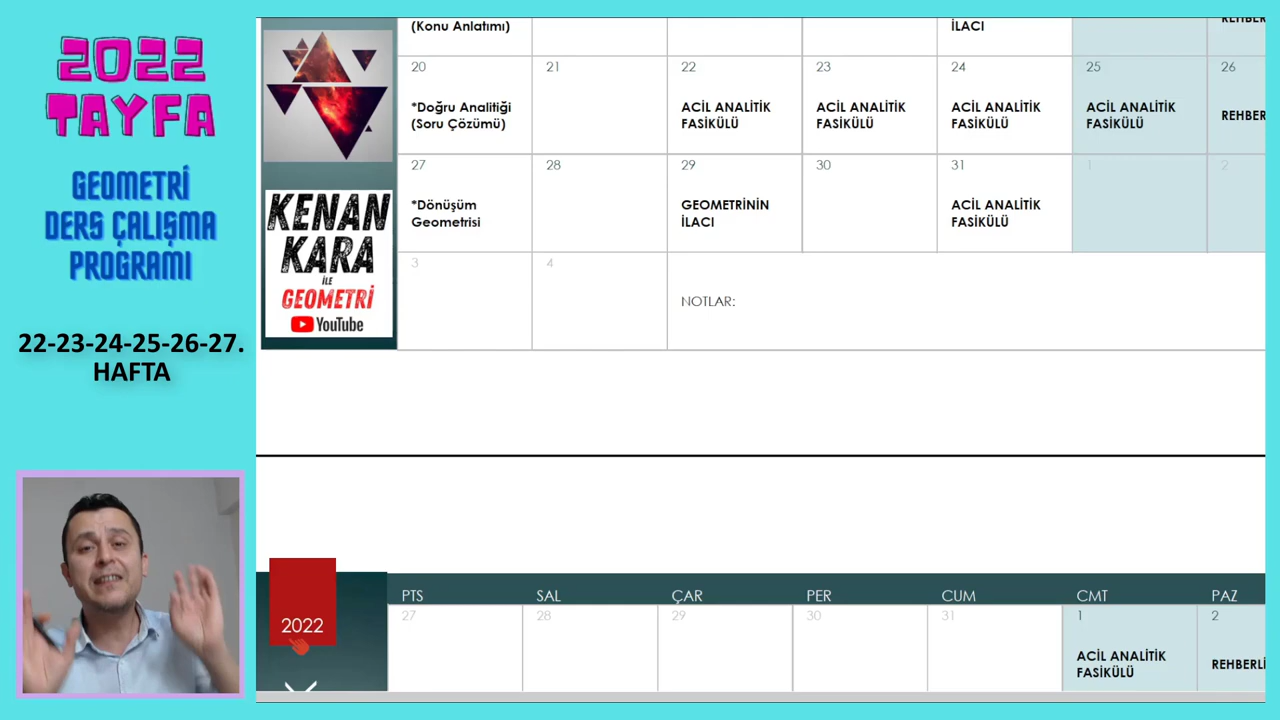 2022
TAYFA
GEOMETRİ
DERS ÇALIŞMA
PROGRAMI
22-23-24-25-26-27.
HAFTA
KENAN
KARA
İLE
GEOMETRİ
YouTube
(Konu Anlatımı)
İLACI
20
21
22
23
24
25
26
*Doğru Analitiği
(Soru Çözümü)
ACİL ANALİTİK
FASİKÜLÜ
ACİL ANALİTİK
FASİKÜLÜ
ACİL ANALİTİK
FASİKÜLÜ
ACİL ANALİTİK
FASİKÜLÜ
REHBER
27
28
29
30
31
1
2
*Dönüşüm
Geometrisi
GEOMETRİNİN
İLACI
ACİL ANALİTİK
FASİKÜLÜ
3
4
NOTLAR:
2022
PTS
SAL
ÇAR
PER
CUM
CMT
PAZ
27
28
29
30
31
1
2
ACİL ANALİTİK
FASİKÜLÜ
REHBERLİ